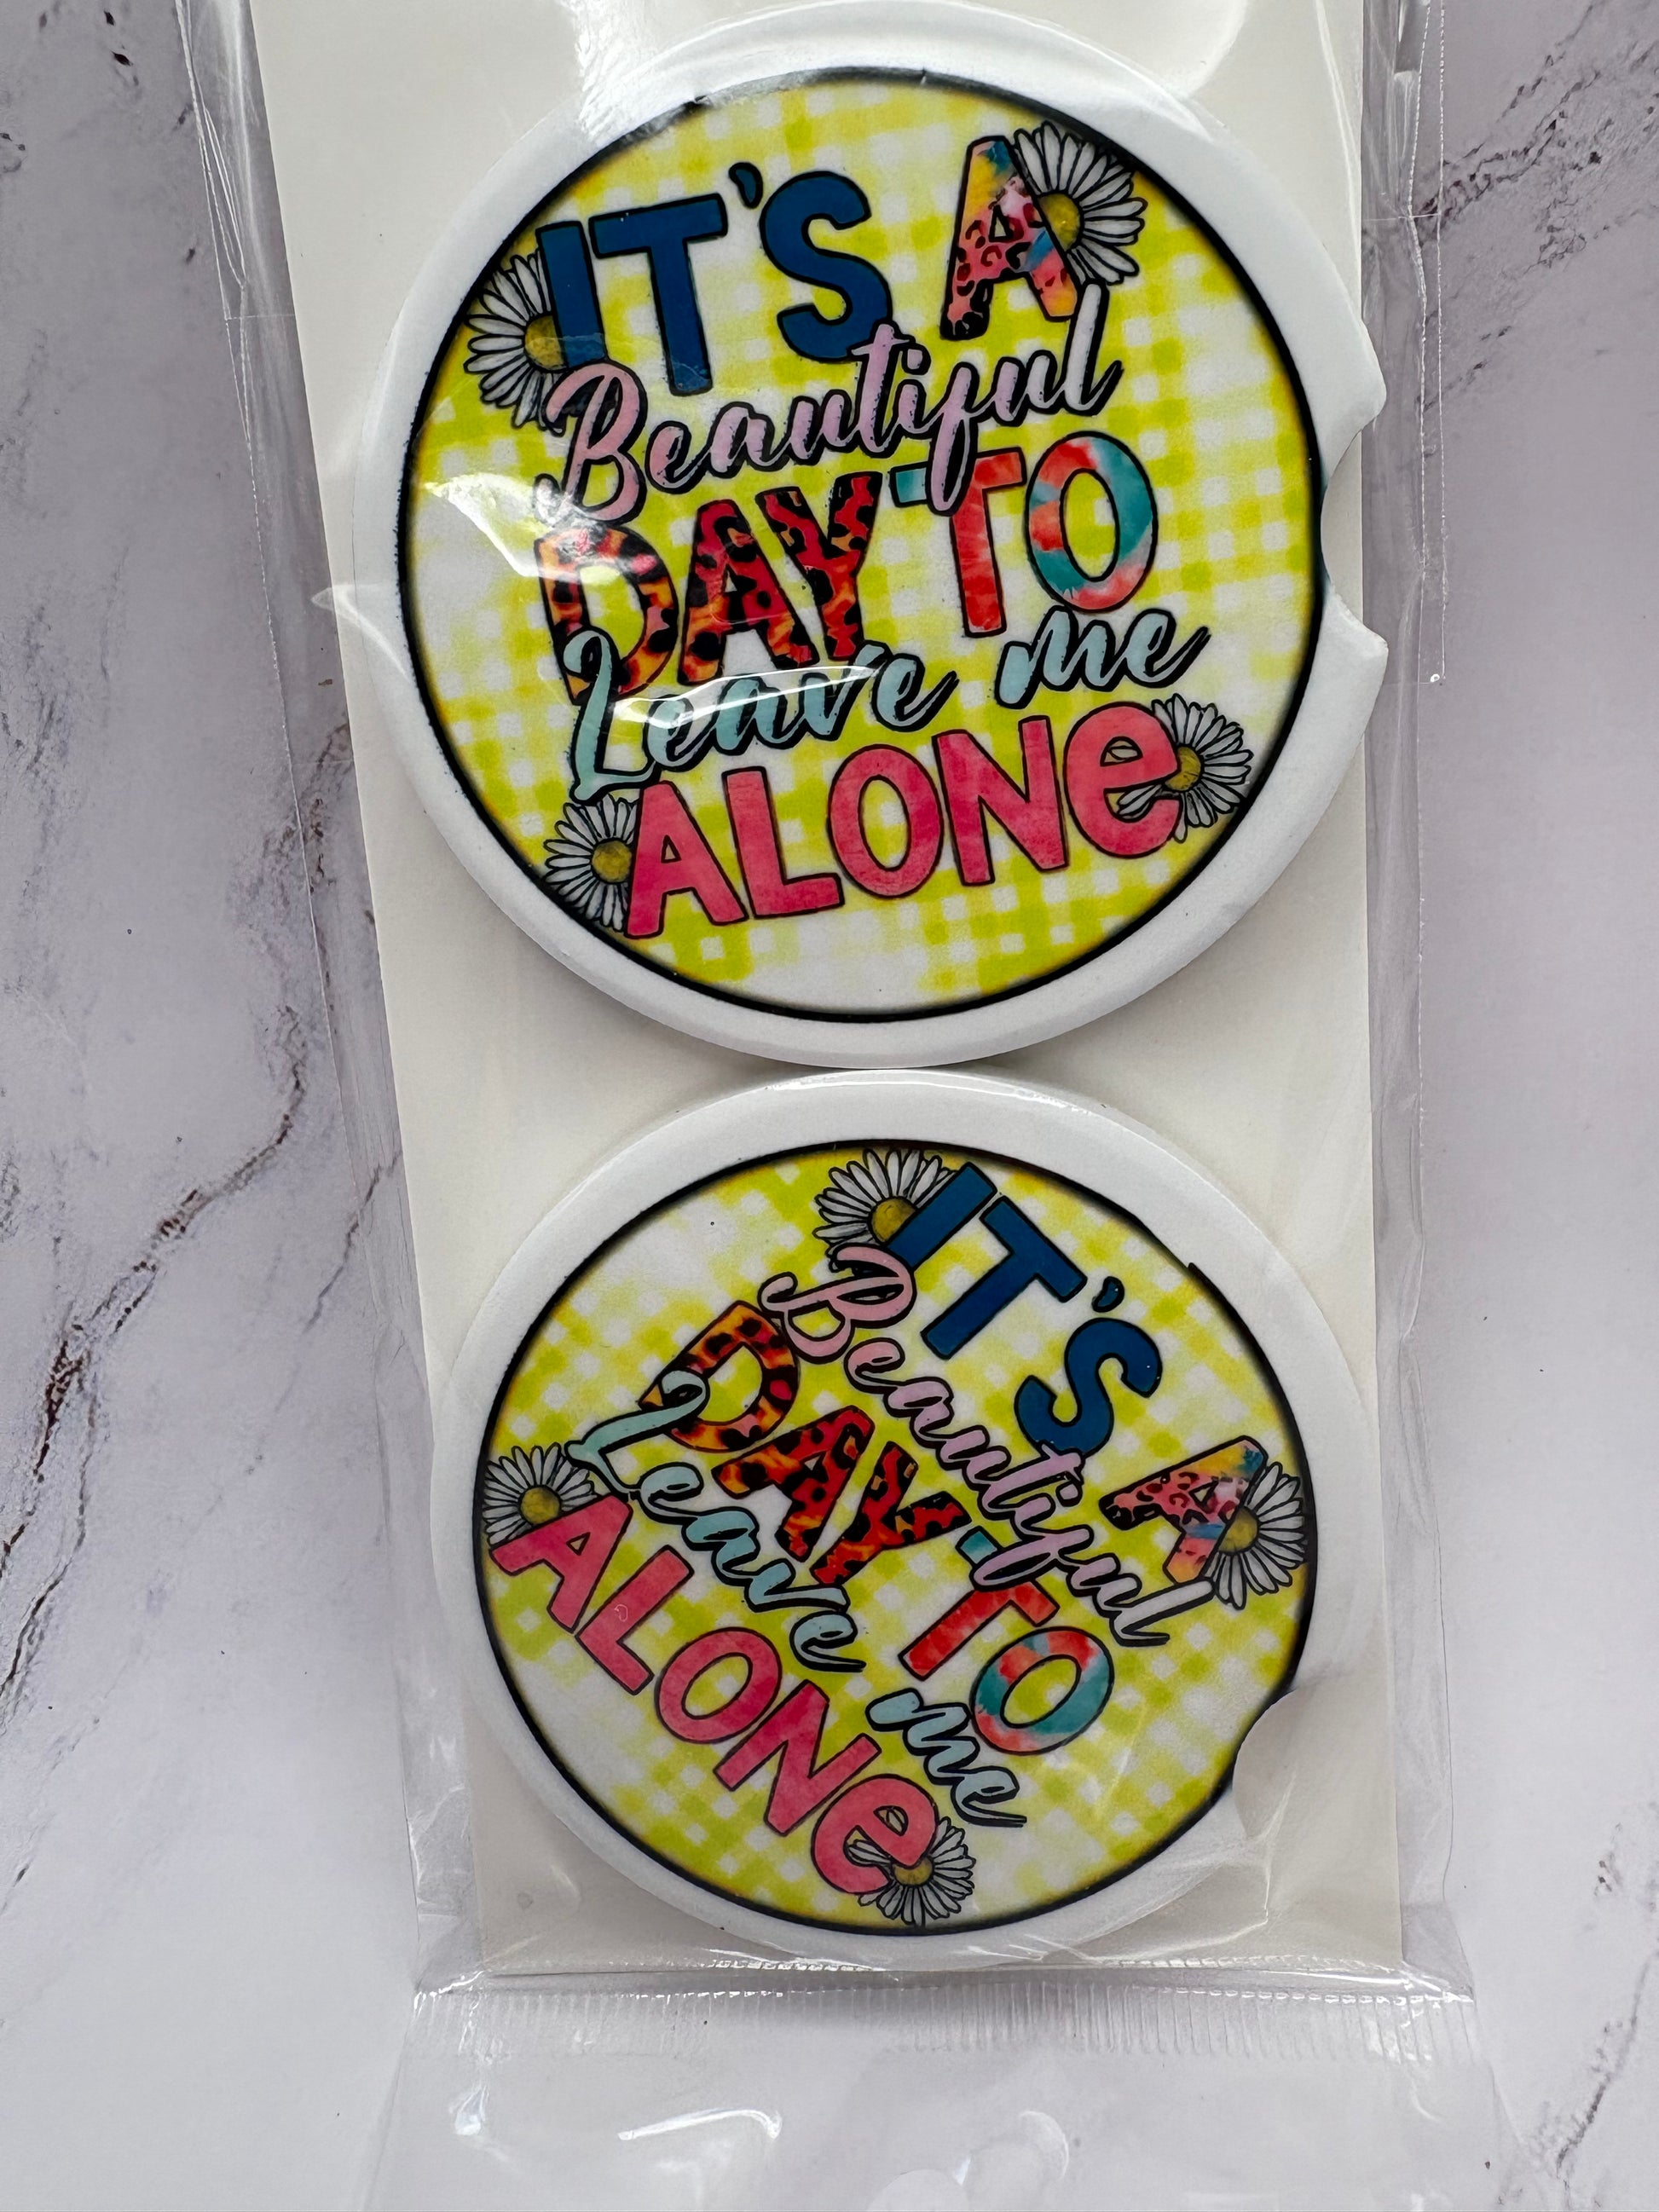 IT'S A
Beautiful
DAY TO
Leave me
ALONe
IT'S A
Beautiful
DAY TO
Leave me
ALONe